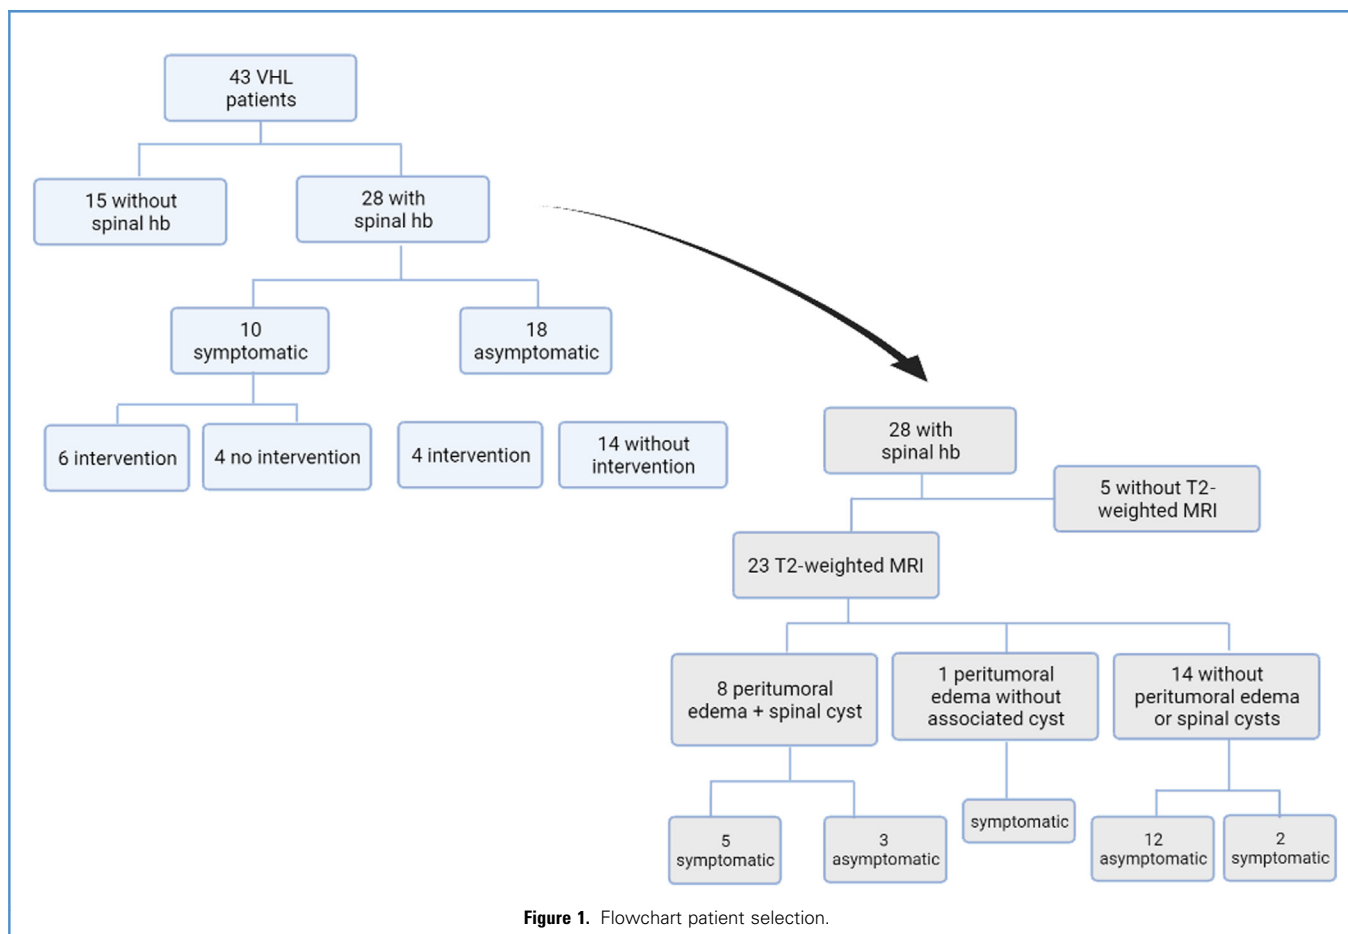 43 VHL
patients
15 without
spinal hb
28 with
spinal hb
10
symptomatic
18
asymptomatic
6 intervention
4 no intervention
4 intervention
14 without
intervention
28 with
spinal hb
5 without T2-
weighted MRI
23 T2-weighted MRI
8 peritumoral
edema + spinal cyst
1 peritumoral
edema without
associated cyst
14 without
peritumoral edema
or spinal cysts
5
symptomatic
3
asymptomatic
symptomatic
12
asymptomatic
2
symptomatic
Figure 1. Flowchart patient selection.